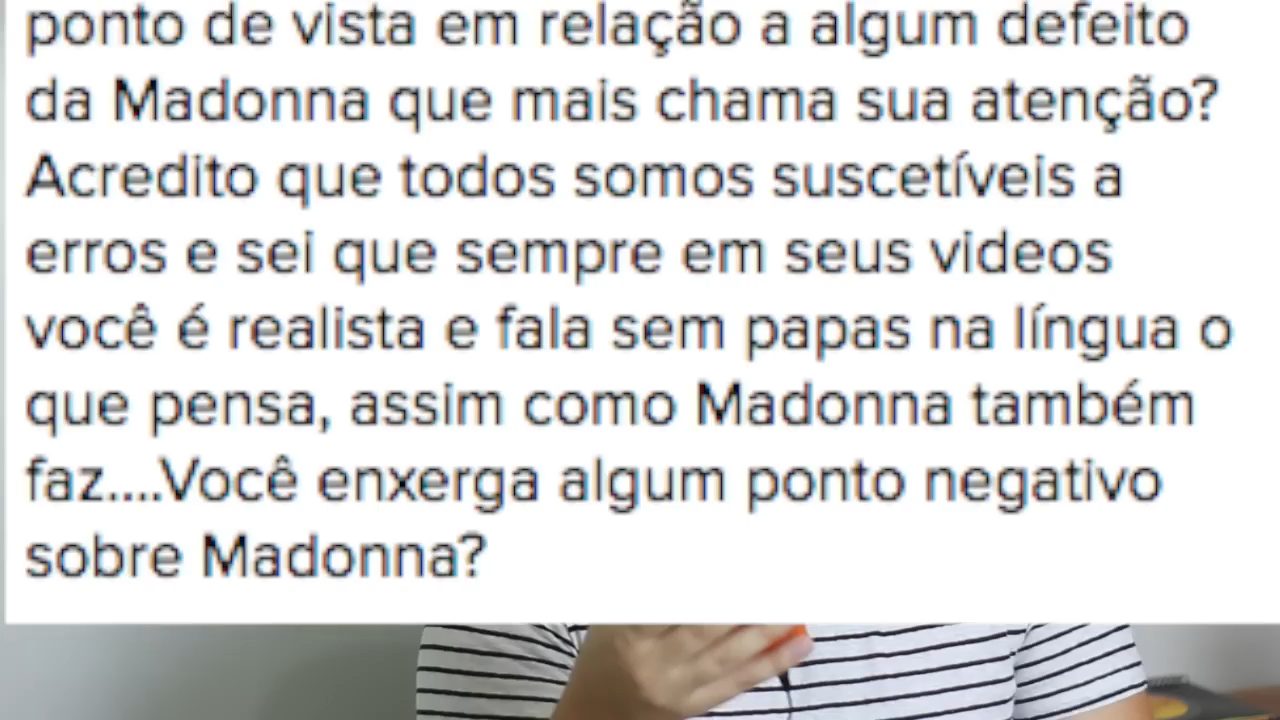 ponto de vista em relação a algum defeito
da Madonna que mais chama sua atenção?
Acredito que todos somos suscetíveis a
erros e sei que sempre em seus videos
você é realista e fala sem papas na língua o
que pensa, assim como Madonna também
faz....Você enxerga algum ponto negativo
sobre Madonna?